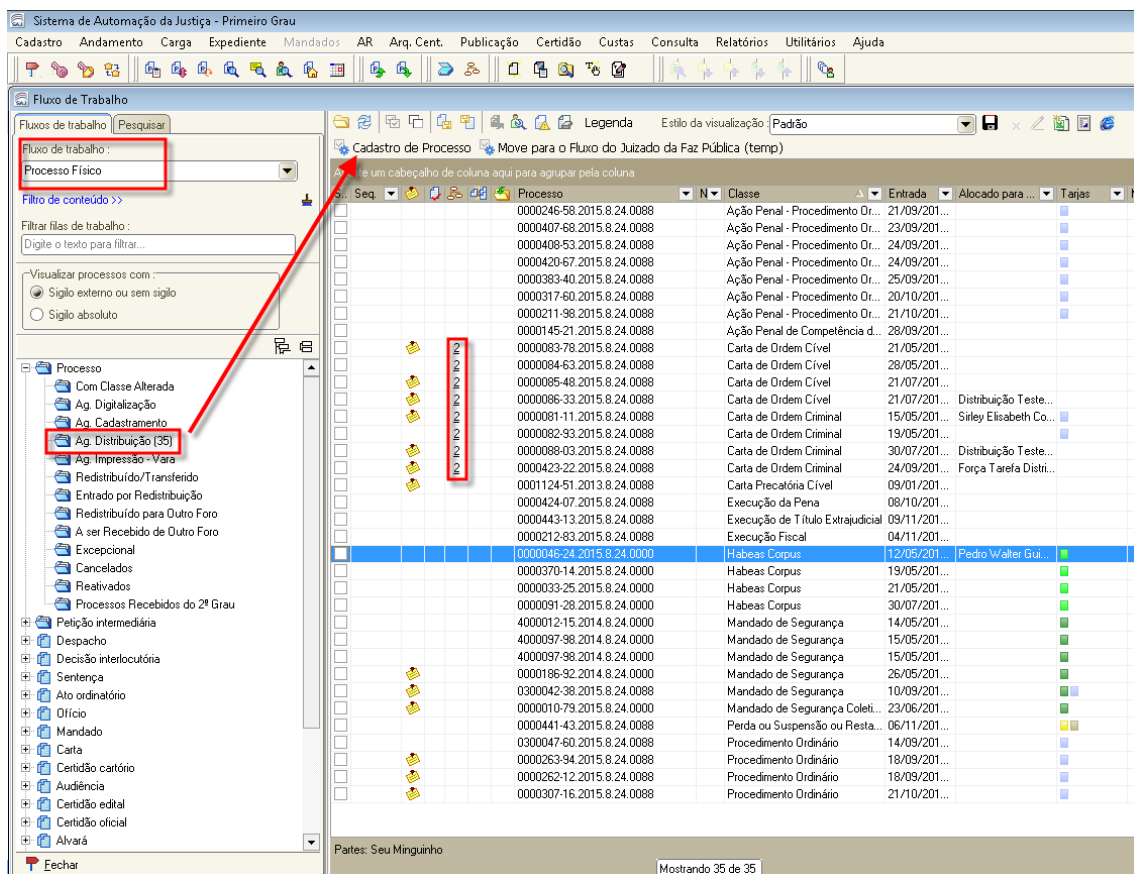 Sistema de Automação da Justiça - Primeiro Grau
Cadastro Andamento Carga Expediente Mandados AR Arq. Cent. Publicação Certidão Custas Consulta Relatórios Utilitários Ajuda
Fluxo de Trabalho
Fluxos de trabalho Pesquisar
Legenda Estilo da visualização : Padrão
Fluxo de trabalho :
Processo Físico
Cadastro de Processo Move para o Fluxo do Juizado da Faz Pública (temp)
Filtro de conteúdo >>
Filtrar filas de trabalho :
Digite o texto para filtrar...
Visualizar processos com :
Sigilo externo ou sem sigilo
Sigilo absoluto
Processo
Com Classe Alterada
Ag. Digitalização
Ag. Cadastramento
Ag. Distribuição (35)
Ag. Impressão - Vara
Redistribuído/Transferido
Entrado por Redistribuição
Redistribuído para Outro Foro
A ser Recebido de Outro Foro
Excepcional
Cancelados
Reativados
Processos Recebidos do 2º Grau
Petição intermediária
Despacho
Decisão interlocutória
Sentença
Ato ordinatório
Ofício
Mandado
Carta
Certidão cartório
Audiência
Certidão edital
Certidão oficial
Alvará
Fechar
um cabeçalho de coluna aqui para agrupar pela coluna
S.. Seq. Processo N Classe Entrada Alocado para ... Tarjas
0000246-58.2015.8.24.0088 Ação Penal - Procedimento Or... 21/09/201...
0000407-68.2015.8.24.0088 Ação Penal - Procedimento Or... 23/09/201...
0000408-53.2015.8.24.0088 Ação Penal - Procedimento Or... 24/09/201...
0000420-67.2015.8.24.0088 Ação Penal - Procedimento Or... 24/09/201...
0000383-40.2015.8.24.0088 Ação Penal - Procedimento Or... 25/09/201...
0000317-60.2015.8.24.0088 Ação Penal - Procedimento Or... 20/10/201...
0000211-98.2015.8.24.0088 Ação Penal - Procedimento Or... 21/10/201...
0000145-21.2015.8.24.0088 Ação Penal de Competência d... 28/09/201...
2 0000083-78.2015.8.24.0088 Carta de Ordem Cível 21/05/201...
2 0000084-63.2015.8.24.0088 Carta de Ordem Cível 28/05/201...
2 0000085-48.2015.8.24.0088 Carta de Ordem Cível 21/07/201...
2 0000086-33.2015.8.24.0088 Carta de Ordem Cível 21/07/201... Distribuição Teste...
2 0000081-11.2015.8.24.0088 Carta de Ordem Criminal 15/05/201... Sirley Elisabeth Co...
2 0000082-93.2015.8.24.0088 Carta de Ordem Criminal 19/05/201...
2 0000088-03.2015.8.24.0088 Carta de Ordem Criminal 30/07/201... Distribuição Teste...
2 0000423-22.2015.8.24.0088 Carta de Ordem Criminal 24/09/201... Força Tarefa Distri...
0001124-51.2013.8.24.0088 Carta Precatória Cível 09/01/201...
0000424-07.2015.8.24.0088 Execução da Pena 08/10/201...
0000443-13.2015.8.24.0088 Execução de Título Extrajudicial 09/11/201...
0000212-83.2015.8.24.0088 Execução Fiscal 04/11/201...
0000046-24.2015.8.24.0000 Habeas Corpus 12/05/201... Pedro Walter Gui...
0000370-14.2015.8.24.0000 Habeas Corpus 19/05/201...
0000033-25.2015.8.24.0000 Habeas Corpus 21/05/201...
0000091-28.2015.8.24.0000 Habeas Corpus 30/07/201...
4000012-15.2014.8.24.0000 Mandado de Segurança 14/05/201...
4000097-98.2014.8.24.0000 Mandado de Segurança 15/05/201...
4000097-98.2014.8.24.0000 Mandado de Segurança 15/05/201...
0000186-92.2014.8.24.0000 Mandado de Segurança 26/05/201...
0300042-38.2015.8.24.0088 Mandado de Segurança 10/09/201...
0000010-79.2015.8.24.0000 Mandado de Segurança Coleti... 23/06/201...
0000441-43.2015.8.24.0088 Perda ou Suspensão ou Resta... 06/11/201...
0300047-60.2015.8.24.0088 Procedimento Ordinário 14/09/201...
0000263-94.2015.8.24.0088 Procedimento Ordinário 18/09/201...
0000262-12.2015.8.24.0088 Procedimento Ordinário 18/09/201...
0000307-16.2015.8.24.0088 Procedimento Ordinário 21/10/201...
Partes: Seu Minguinho
Mostrando 35 de 35